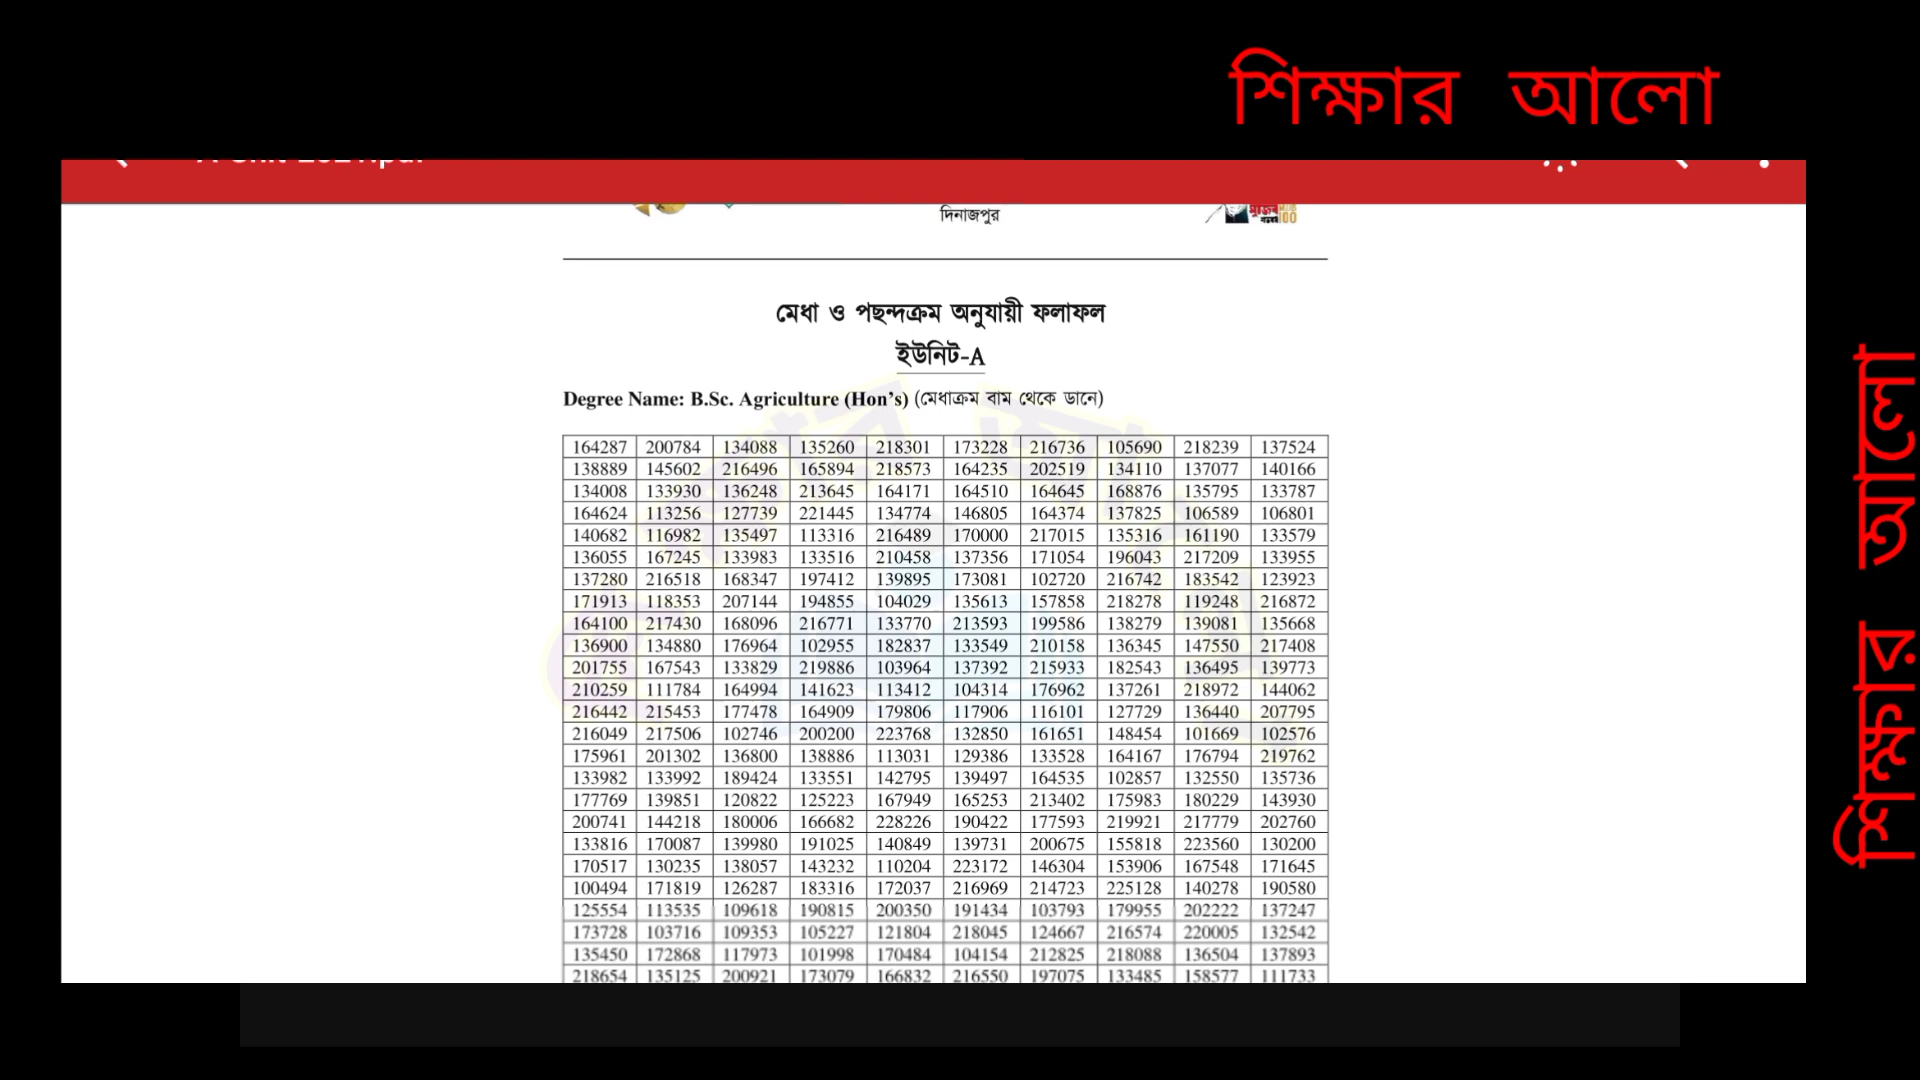 শিক্ষার আলো
দিনাজপুর
মেধা ও পছন্দক্রম অনুযায়ী ফলাফল
ইউনিট-A
Degree Name: B.Sc. Agriculture (Hon's) (মেধাক্রম বাম থেকে ডানে)
164287 200784 134088 135260 218301 173228 216736 105690 218239 137524
138889 145602 216496 165894 218573 164235 202519 134110 137077 140166
134008 133930 136248 213645 164171 164510 164645 168876 135795 133787
164624 113256 127739 221445 134774 146805 164374 137825 106589 106801
140682 116982 135497 113316 216489 170000 217015 135316 161190 133579
136055 167245 133983 133516 210458 137356 171054 196043 217209 133955
137280 216518 168347 197412 139895 173081 102720 216742 183542 123923
171913 118353 207144 194855 104029 135613 157858 218278 119248 216872
164100 217430 168096 216771 133770 213593 199586 138279 139081 135668
136900 134880 176964 102955 182837 133549 210158 136345 147550 217408
201755 167543 133829 219886 103964 137392 215933 182543 136495 139773
210259 111784 164994 141623 113412 104314 176962 137261 218972 144062
216442 215453 177478 164909 179806 117906 116101 127729 136440 207795
216049 217506 102746 200200 223768 132850 161651 148454 101669 102576
175961 201302 136800 138886 113031 129386 133528 164167 176794 219762
133982 133992 189424 133551 142795 139497 164535 102857 132550 135736
177769 139851 120822 125223 167949 165253 213402 175983 180229 143930
200741 144218 180006 166682 228226 190422 177593 219921 217779 202760
133816 170087 139980 191025 140849 139731 200675 155818 223560 130200
170517 130235 138057 143232 110204 223172 146304 153906 167548 171645
100494 171819 126287 183316 172037 216969 214723 225128 140278 190580
125554 113535 109618 190815 200350 191434 103793 179955 202222 137247
173728 103716 109353 105227 121804 218045 124667 216574 220005 132542
135450 172868 117973 101998 170484 104154 212825 218088 136504 137893
218654 135125 200921 173079 166832 216550 197075 133485 158577 111733
শিক্ষার আলো